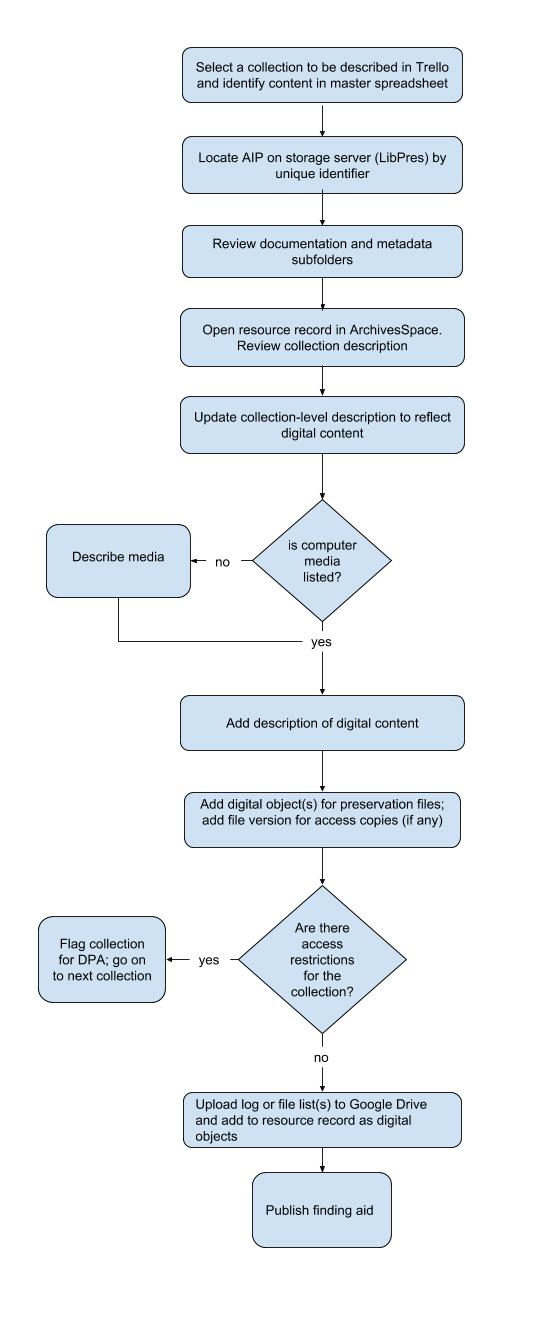 Select a collection to be described in Trello
and identify content in master spreadsheet
Locate AIP on storage server (LibPres) by
unique identifier
Review documentation and metadata
subfolders
Open resource record in ArchivesSpace.
Review collection description
Update collection-level description to reflect
digital content
is computer
media
listed?
no
Describe media
yes
Add description of digital content
Add digital object(s) for preservation files;
add file version for access copies (if any)
Are there
access
restrictions
for the
collection?
yes
Flag collection
for DPA; go on
to next collection
no
Upload log or file list(s) to Google Drive
and add to resource record as digital
objects
Publish finding aid